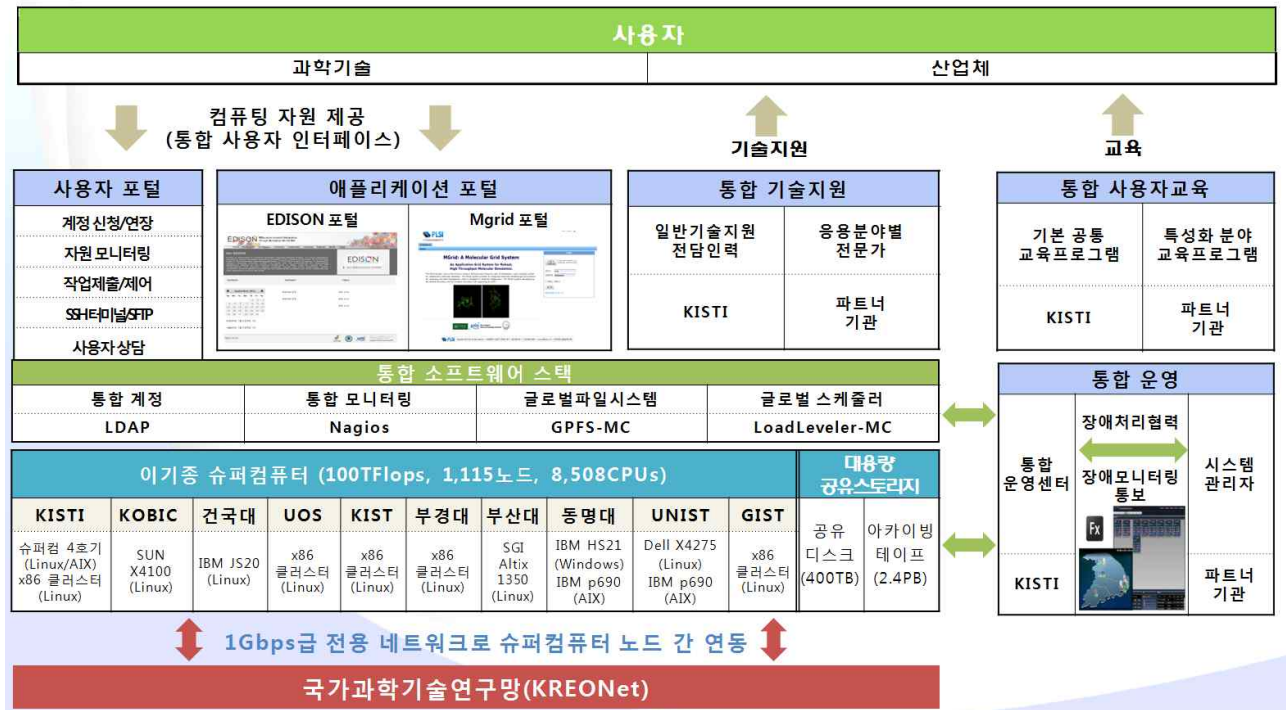 사용자
과학기술
산업체
컴퓨팅 자원 제공
(통합 사용자 인터페이스)
기술지원
교육
사용자 포털
계정 신청/연장
자원 모니터링
작업제출/제어
SSH터미널/SFTP
사용자 상담
애플리케이션 포털
EDISON 포털
Mgrid 포털
EDISON
EDISON
FLSI
MGrid: A Molecular Grid System
An Application Grid System for Robust,
High Throughput Molecular Simulation
통합 기술지원
일반기술지원
전담인력
응용분야별
전문가
KISTI
파트너
기관
통합 사용자교육
기본 공통
교육프로그램
특성화 분야
교육프로그램
KISTI
파트너
기관
통합 소프트웨어 스택
통합 계정
통합 모니터링
글로벌파일시스템
글로벌 스케줄러
LDAP
Nagios
GPFS-MC
LoadLeveler-MC
통합 운영
통합
운영센터
장애처리협력
장애모니터링
통보
Fx
시스템
관리자
KISTI
파트너
기관
이기종 슈퍼컴퓨터 (100TFlops, 1,115노드, 8,508CPUs)
대용량
공유스토리지
KISTI
KOBIC
건국대
UOS
KIST
부경대
부산대
동명대
UNIST
GIST
슈퍼컴 4호기
(Linux/AIX)
x86 클러스터
(Linux)
SUN
X4100
(Linux)
IBM JS20
(Linux)
x86
클러스터
(Linux)
x86
클러스터
(Linux)
x86
클러스터
(Linux)
SGI
Altix
1350
(Linux)
IBM HS21
(Windows)
IBM p690
(AIX)
Dell X4275
(Linux)
IBM p690
(AIX)
x86
클러스터
(Linux)
공유
디스크
(400TB)
아카이빙
테이프
(2.4PB)
1Gbps급 전용 네트워크로 슈퍼컴퓨터 노드 간 연동
국가과학기술연구망(KREONet)